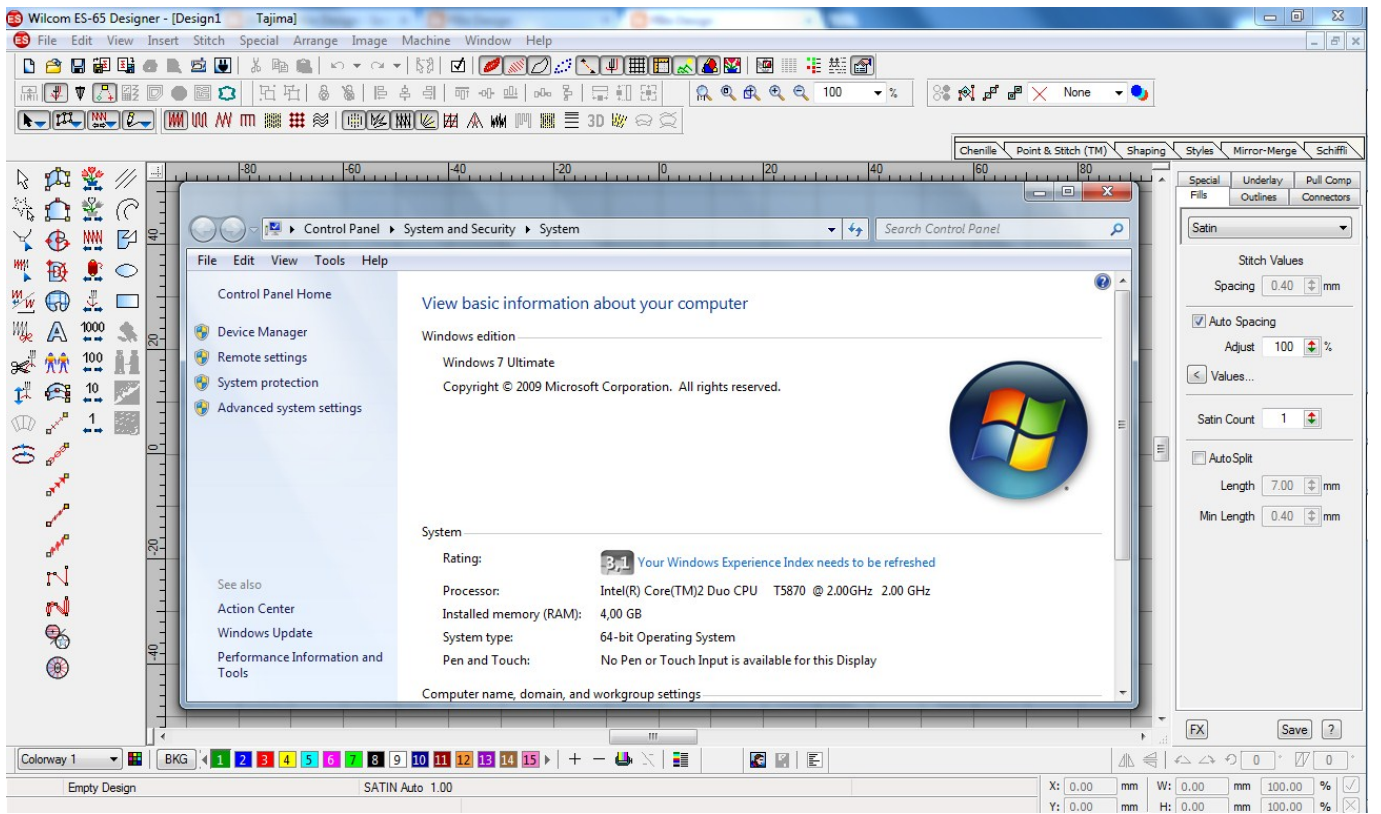 Wilcom ES-65 Designer - [Design1 Tajima]
File Edit View Insert Stitch Special Arrange Image Machine Window Help
100 % None
3D
Chenille Point & Stitch (TM) Shaping Styles Mirror-Merge Schiffli
-80 -60 -40 -20 0 20 40 60 80
Special Underlay Pull Comp
Fills Outlines Connectors
Control Panel System and Security System
Search Control Panel
Satin
File Edit View Tools Help
Stitch Values
Spacing 0.40 mm
Auto Spacing
Adjust 100 %
Values...
Satin Count 1
AutoSplit
Length 7.00 mm
Min Length 0.40 mm
FX Save ?
1000
100
10
1
40
20
0
-20
-40
Control Panel Home
Device Manager
Remote settings
System protection
Advanced system settings
See also
Action Center
Windows Update
Performance Information and
Tools
View basic information about your computer
Windows edition
Windows 7 Ultimate
Copyright © 2009 Microsoft Corporation. All rights reserved.
System
Rating: 3,1 Your Windows Experience Index needs to be refreshed
Processor: Intel(R) Core(TM)2 Duo CPU T5870 @ 2.00GHz 2.00 GHz
Installed memory (RAM): 4,00 GB
System type: 64-bit Operating System
Pen and Touch: No Pen or Touch Input is available for this Display
Computer name, domain, and workgroup settings
Colorway 1 BKG 1 2 3 4 5 6 7 8 9 10 11 12 13 14 15 0 ° 0 °
Empty Design SATIN Auto 1.00 X: 0.00 mm W: 0.00 mm 100.00 %
Y: 0.00 mm H: 0.00 mm 100.00 %